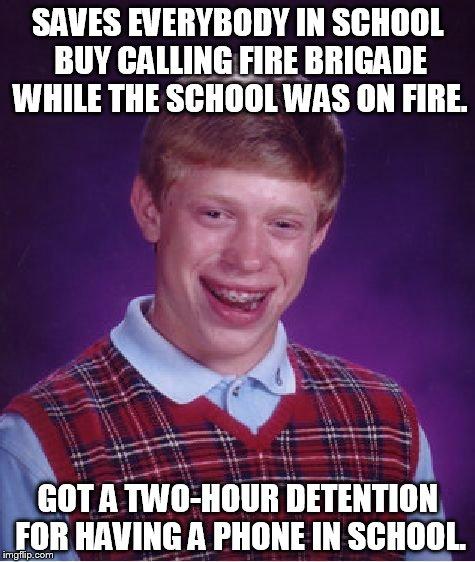 SAVES EVERYBODY IN SCHOOL
BUY CALLING FIRE BRIGADE
WHILE THE SCHOOL WAS ON FIRE.
GOT A TWO-HOUR DETENTION
FOR HAVING A PHONE IN SCHOOL.
imgflip.com